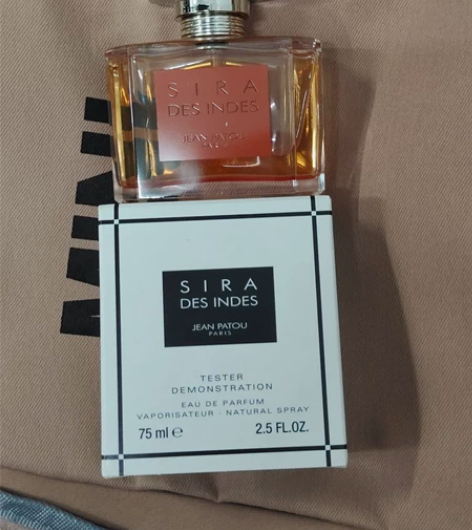 SIRA
DES INDES
JEAN PATOU
PARIS
SIRA
DES INDES
JEAN PATOU
PARIS
TESTER
DEMONSTRATION
EAU DE PARFUM
VAPORISATEUR - NATURAL SPRAY
75 ml ℮ 2.5 FL.OZ.